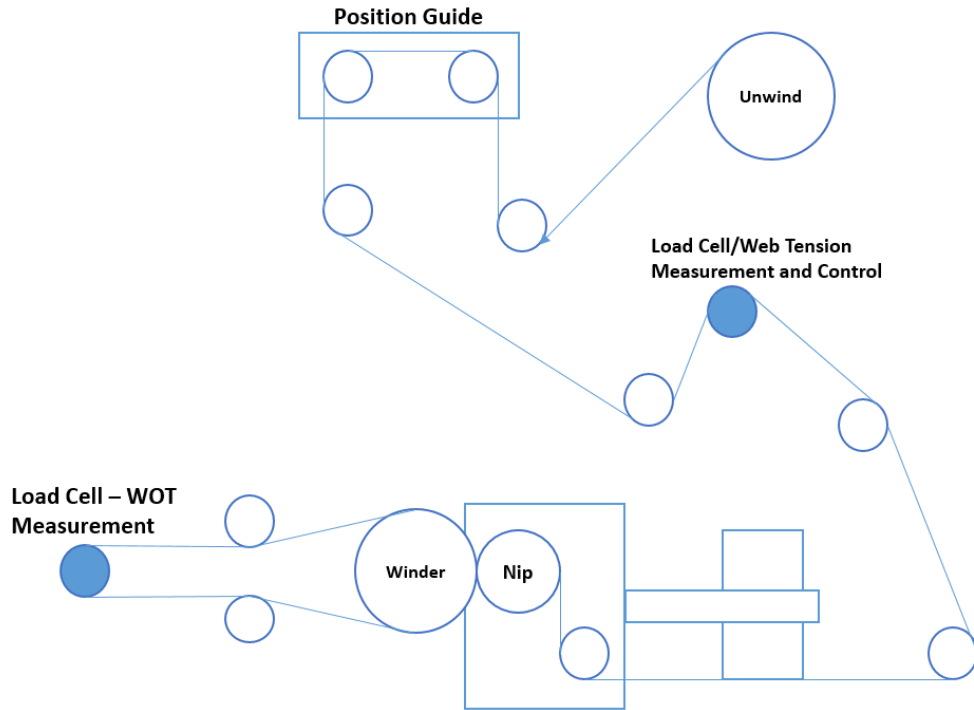 Position Guide
Unwind
Load Cell/Web Tension
Measurement and Control
Load Cell – WOT
Measurement
Winder
Nip